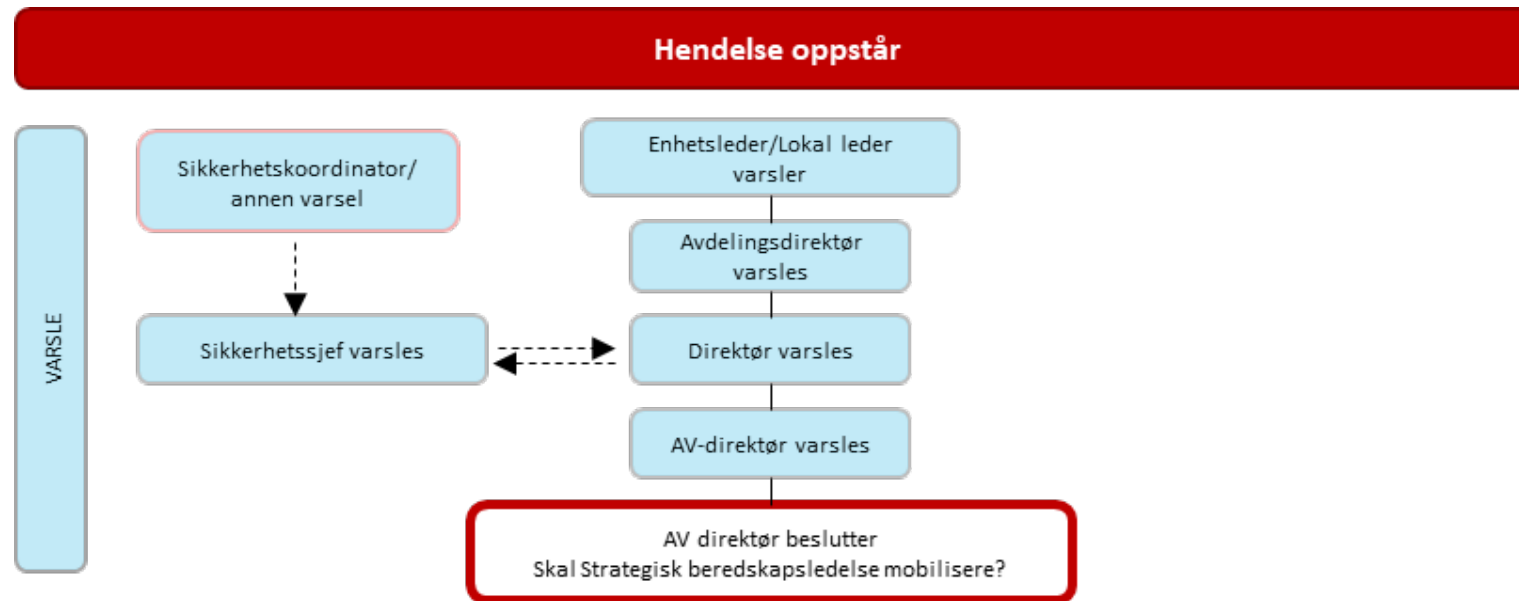 Hendelse oppstår
VARSLE
Sikkerhetskoordinator/
annen varsel
Sikkerhetssjef varsles
Enhetsleder/Lokal leder
varsler
Avdelingsdirektør
varsles
Direktør varsles
AV-direktør varsles
AV direktør beslutter
Skal Strategisk beredskapsledelse mobilisere?